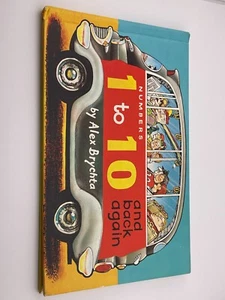 NUMBERS
1 to 10
and
back
again
by Alex Brychta